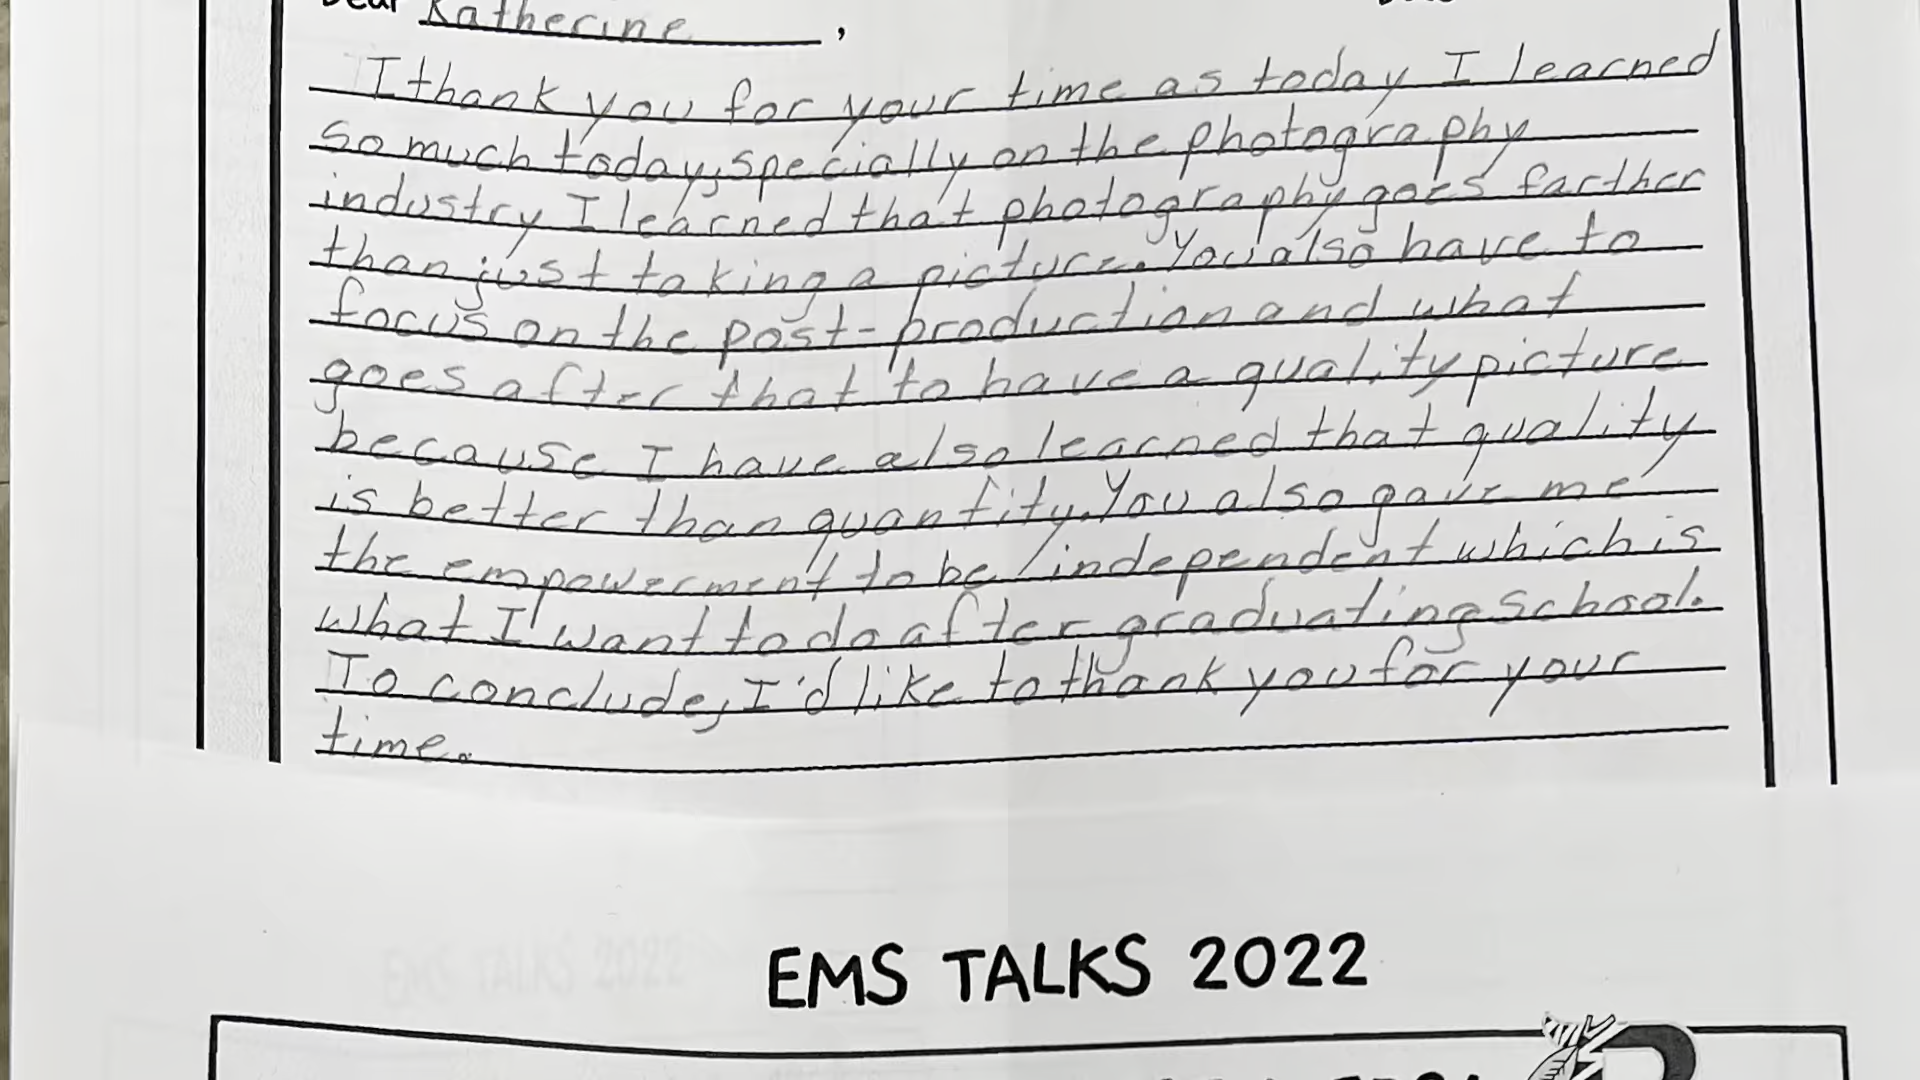 Dear Katherine,
I thank you for your time as today I learned
so much today, specially on the photography
industry I learned that photography goes farther
than just taking a picture. You also have to
focus on the post-production and what
goes after that to have a quality picture
because I have also learned that quality
is better than quantity. You also gave me
the empowerment to be independent which is
what I want to do after graduating school.
To conclude, I'd like to thank you for your
time.
EMS TALKS 2022